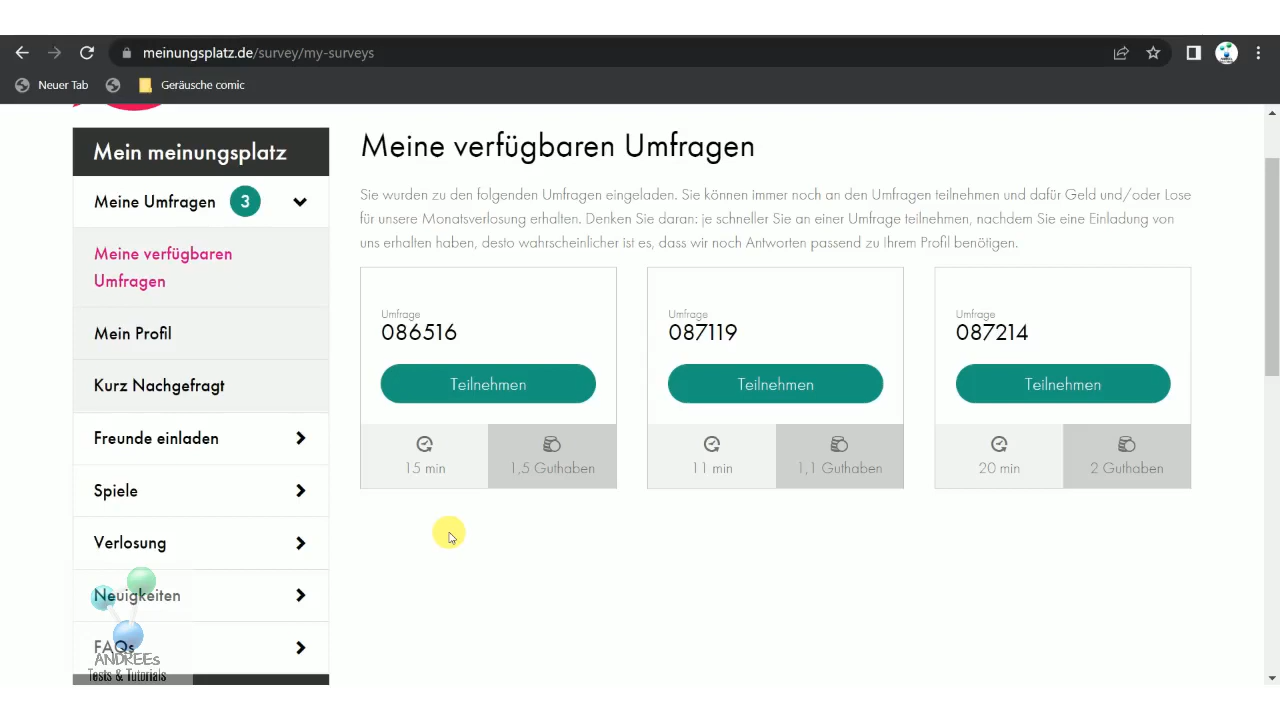 meinungsplatz.de/survey/my-surveys
Neuer Tab
Geräusche comic
Mein meinungsplatz
Meine Umfragen 3
Meine verfügbaren
Umfragen
Mein Profil
Kurz Nachgefragt
Freunde einladen
Spiele
Verlosung
Neuigkeiten
FAQs
ANDREEs
Tests & Tutorials
Meine verfügbaren Umfragen
Sie wurden zu den folgenden Umfragen eingeladen. Sie können immer noch an den Umfragen teilnehmen und dafür Geld und/oder Lose
für unsere Monatsverlosung erhalten. Denken Sie daran: je schneller Sie an einer Umfrage teilnehmen, nachdem Sie eine Einladung von
uns erhalten haben, desto wahrscheinlicher ist es, dass wir noch Antworten passend zu Ihrem Profil benötigen.
Umfrage
086516
Teilnehmen
15 min
1,5 Guthaben
Umfrage
087119
Teilnehmen
11 min
1,1 Guthaben
Umfrage
087214
Teilnehmen
20 min
2 Guthaben